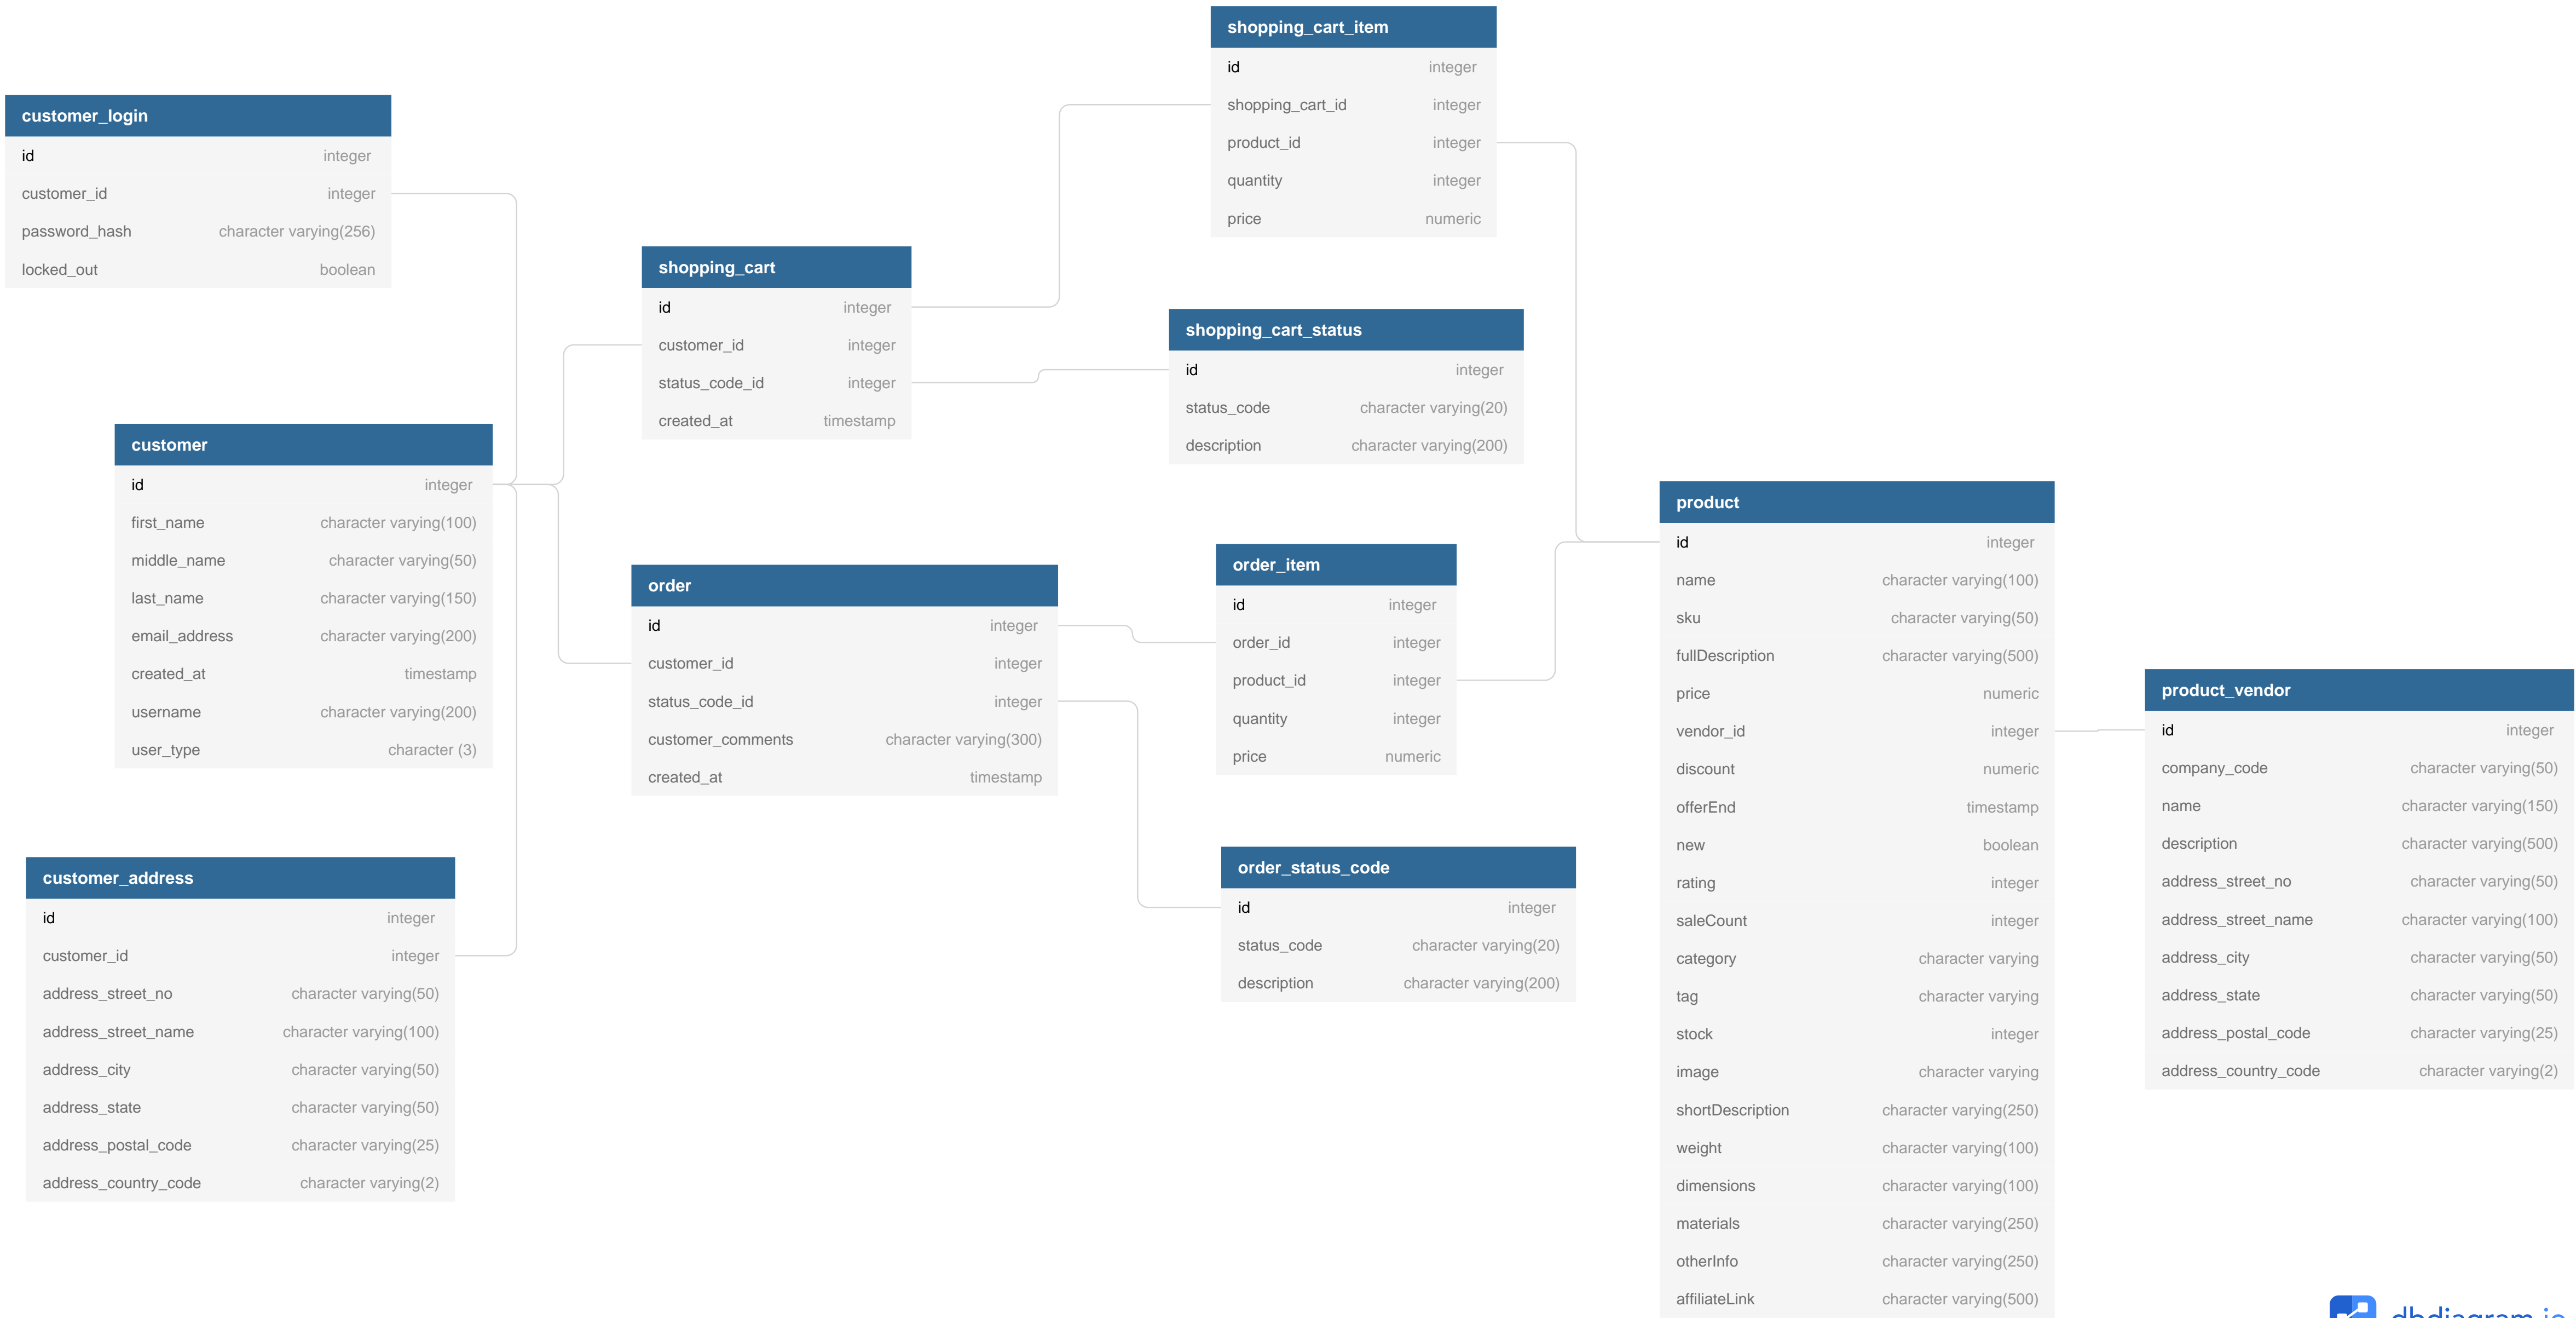 shopping_cart_item
id integer
shopping_cart_id integer
product_id integer
quantity integer
price numeric
customer_login
id integer
customer_id integer
password_hash character varying(256)
locked_out boolean
shopping_cart
id integer
customer_id integer
status_code_id integer
created_at timestamp
shopping_cart_status
id integer
status_code character varying(20)
description character varying(200)
customer
id integer
first_name character varying(100)
middle_name character varying(50)
last_name character varying(150)
email_address character varying(200)
created_at timestamp
username character varying(200)
user_type character (3)
order
id integer
customer_id integer
status_code_id integer
customer_comments character varying(300)
created_at timestamp
order_item
id integer
order_id integer
product_id integer
quantity integer
price numeric
product
id integer
name character varying(100)
sku character varying(50)
fullDescription character varying(500)
price numeric
vendor_id integer
discount numeric
offerEnd timestamp
new boolean
rating integer
saleCount integer
category character varying
tag character varying
stock integer
image character varying
shortDescription character varying(250)
weight character varying(100)
dimensions character varying(100)
materials character varying(250)
otherInfo character varying(250)
affiliateLink character varying(500)
product_vendor
id integer
company_code character varying(50)
name character varying(150)
description character varying(500)
address_street_no character varying(50)
address_street_name character varying(100)
address_city character varying(50)
address_state character varying(50)
address_postal_code character varying(25)
address_country_code character varying(2)
customer_address
id integer
customer_id integer
address_street_no character varying(50)
address_street_name character varying(100)
address_city character varying(50)
address_state character varying(50)
address_postal_code character varying(25)
address_country_code character varying(2)
order_status_code
id integer
status_code character varying(20)
description character varying(200)
dbdiagram.io